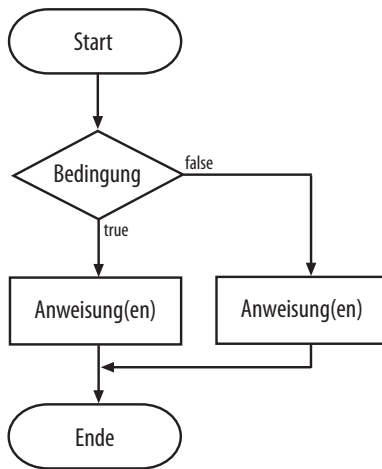 Start
Bedingung
false
true
Anweisung(en)
Anweisung(en)
Ende